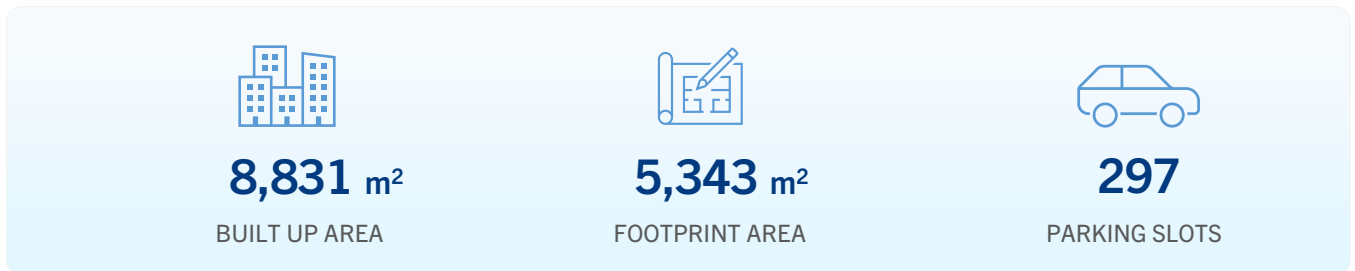 8,831 m²
BUILT UP AREA
5,343 m²
FOOTPRINT AREA
297
PARKING SLOTS